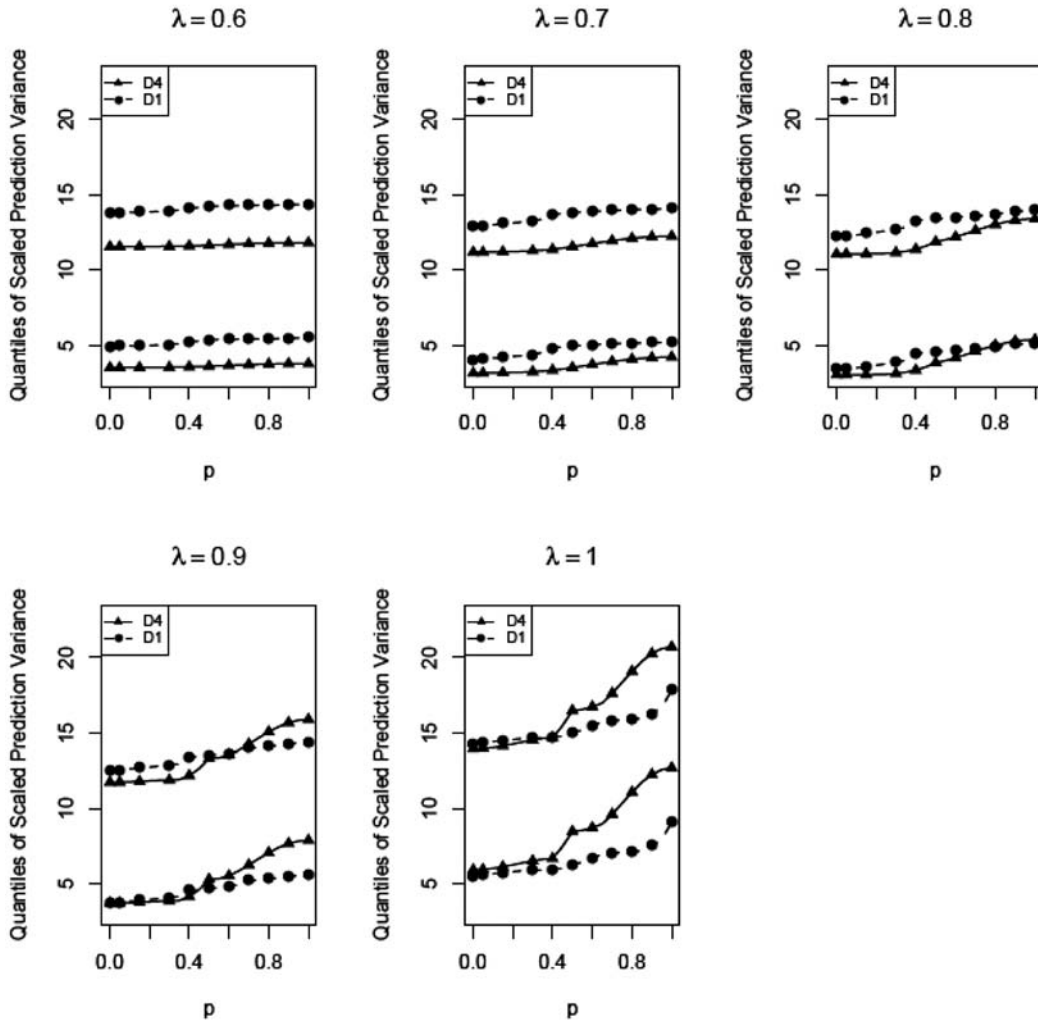 λ = 0.6
Quantiles of Scaled Prediction Variance
20
15
10
5
D4
D1
0.0 0.4 0.8
p
λ = 0.7
Quantiles of Scaled Prediction Variance
20
15
10
5
D4
D1
0.0 0.4 0.8
p
λ = 0.8
Quantiles of Scaled Prediction Variance
20
15
10
5
D4
D1
0.0 0.4 0.8
p
λ = 0.9
Quantiles of Scaled Prediction Variance
20
15
10
5
D4
D1
0.0 0.4 0.8
p
λ = 1
Quantiles of Scaled Prediction Variance
20
15
10
5
D4
D1
0.0 0.4 0.8
p